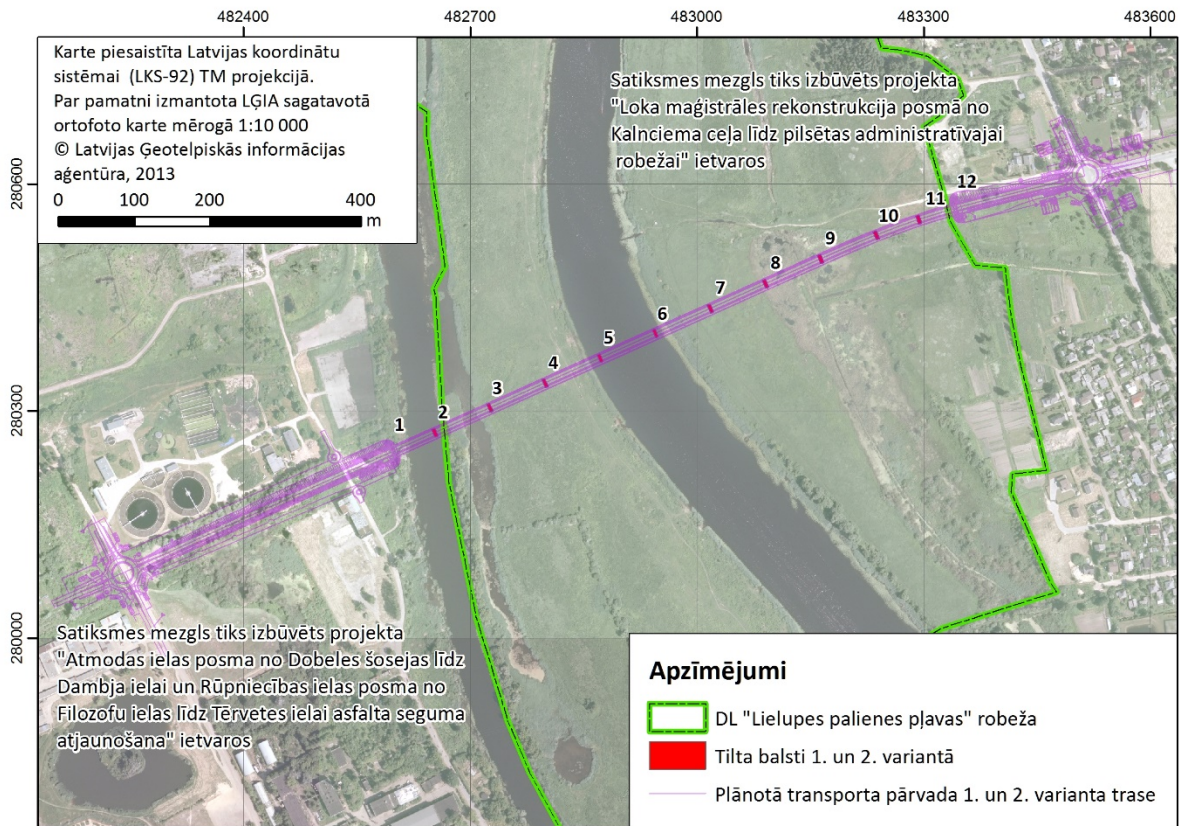 482400 482700 483000 483300 483600
Karte piesaistīta Latvijas koordinātu
sistēmai (LKS-92) TM projekcijā.
Par pamatni izmantota LĢIA sagatavotā
ortofoto karte mērogā 1:10 000
© Latvijas Ģeotelpiskās informācijas
aģentūra, 2013
0 100 200 400
m
Satiksmes mezgls tiks izbūvēts projekta
"Loka maģistrāles rekonstrukcija posmā no
Kalnciema ceļa līdz pilsētas administratīvajai
robežai" ietvaros
280600
280300
280000
1
2
3
4
5
6
7
8
9
10
11
12
Satiksmes mezgls tiks izbūvēts projekta
"Atmodas ielas posma no Dobeles šosejas līdz
Dambja ielai un Rūpniecības ielas posma no
Filozofu ielas līdz Tērvetes ielai asfalta seguma
atjaunošana" ietvaros
Apzīmējumi
DL "Lielupes palienes pļavas" robeža
Tilta balsti 1. un 2. variantā
Plānotā transporta pārvada 1. un 2. varianta trase